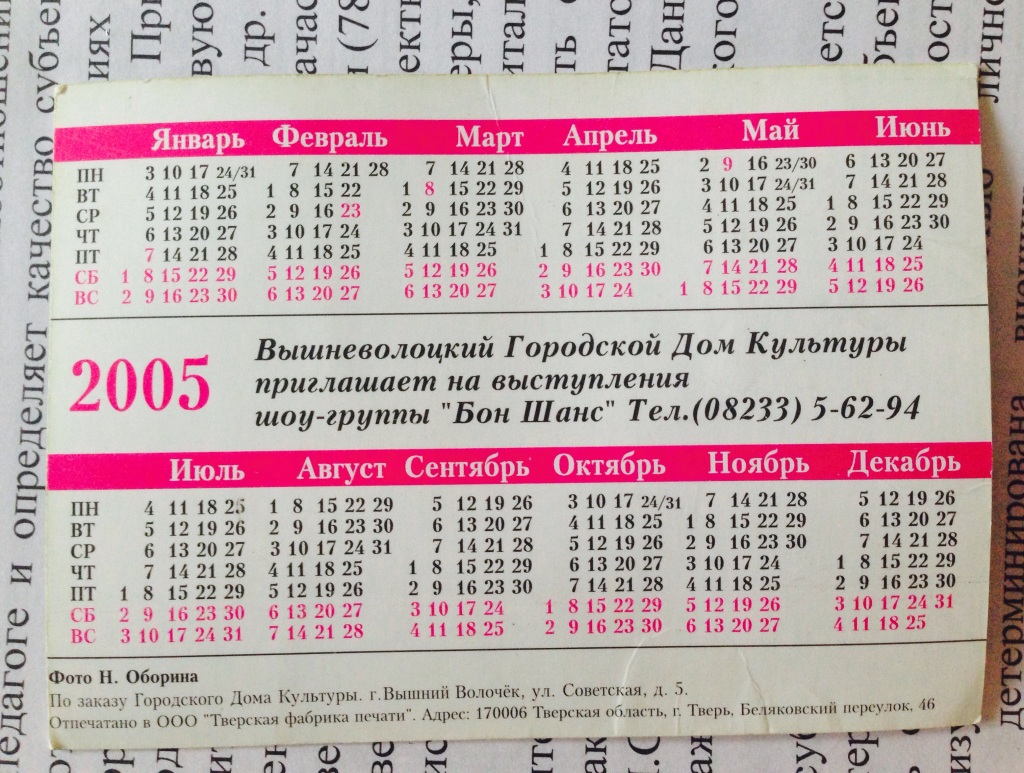 Январь Февраль Март Апрель Май Июнь
ПН 3 10 17 24/31 7 14 21 28 7 14 21 28 4 11 18 25 2 9 16 23/30 6 13 20 27
ВТ 4 11 18 25 1 8 15 22 1 8 15 22 29 5 12 19 26 3 10 17 24/31 7 14 21 28
СР 5 12 19 26 2 9 16 23 2 9 16 23 30 6 13 20 27 4 11 18 25 1 8 15 22 29
ЧТ 6 13 20 27 3 10 17 24 3 10 17 24 31 7 14 21 28 5 12 19 26 2 9 16 23 30
ПТ 7 14 21 28 4 11 18 25 4 11 18 25 1 8 15 22 29 6 13 20 27 3 10 17 24
СБ 1 8 15 22 29 5 12 19 26 5 12 19 26 2 9 16 23 30 7 14 21 28 4 11 18 25
ВС 2 9 16 23 30 6 13 20 27 6 13 20 27 3 10 17 24 1 8 15 22 29 5 12 19 26
2005
Вышневолоцкий Городской Дом Культуры
приглашает на выступления
шоу-группы "Бон Шанс" Тел.(08233) 5-62-94
Июль Август Сентябрь Октябрь Ноябрь Декабрь
ПН 4 11 18 25 1 8 15 22 29 5 12 19 26 3 10 17 24/31 7 14 21 28 5 12 19 26
ВТ 5 12 19 26 2 9 16 23 30 6 13 20 27 4 11 18 25 1 8 15 22 29 6 13 20 27
СР 6 13 20 27 3 10 17 24 31 7 14 21 28 5 12 19 26 2 9 16 23 30 7 14 21 28
ЧТ 7 14 21 28 4 11 18 25 1 8 15 22 29 6 13 20 27 3 10 17 24 1 8 15 22 29
ПТ 1 8 15 22 29 5 12 19 26 2 9 16 23 30 7 14 21 28 4 11 18 25 2 9 16 23 30
СБ 2 9 16 23 30 6 13 20 27 3 10 17 24 1 8 15 22 29 5 12 19 26 3 10 17 24 31
ВС 3 10 17 24 31 7 14 21 28 4 11 18 25 2 9 16 23 30 6 13 20 27 4 11 18 25
Фото Н. Оборина
По заказу Городского Дома Культуры. г.Вышний Волочёк, ул. Советская, д. 5.
Отпечатано в ООО "Тверская фабрика печати". Адрес: 170006 Тверская область, г. Тверь, Беляковский переулок, 46
и определяет качество